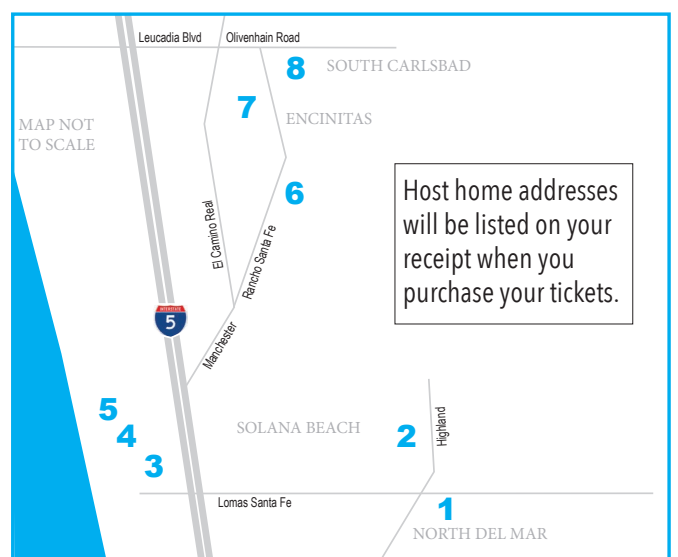 Leucadia Blvd
Olivenhain Road
8
SOUTH CARLSBAD
7
ENCINITAS
MAP NOT
TO SCALE
6
Host home addresses
will be listed on your
receipt when you
purchase your tickets.
El Camino Real
Rancho Santa Fe
INTERSTATE
5
Manchester
5
4
3
SOLANA BEACH
2
Highland
Lomas Santa Fe
1
NORTH DEL MAR